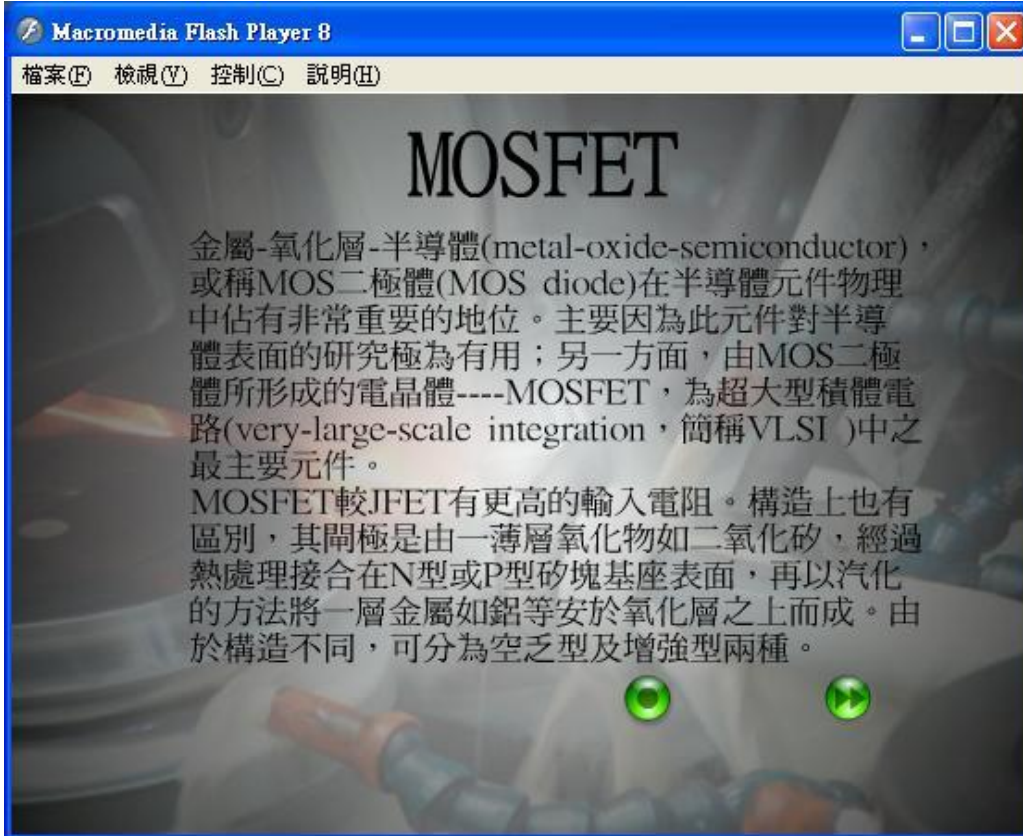 Macromedia Flash Player 8
檔案(F) 檢視(V) 控制(C) 說明(H)
MOSFET
金屬-氧化層-半導體(metal-oxide-semiconductor)，
或稱MOS二極體(MOS diode)在半導體元件物理
中佔有非常重要的地位。主要因為此元件對半導
體表面的研究極為有用；另一方面，由MOS二極
體所形成的電晶體----MOSFET，為超大型積體電
路(very-large-scale integration，簡稱VLSI )中之
最主要元件。
MOSFET較JFET有更高的輸入電阻。構造上也有
區別，其閘極是由一薄層氧化物如二氧化矽，經過
熱處理接合在N型或P型矽塊基座表面，再以汽化
的方法將一層金屬如鋁等安於氧化層之上而成。由
於構造不同，可分為空乏型及增強型兩種。